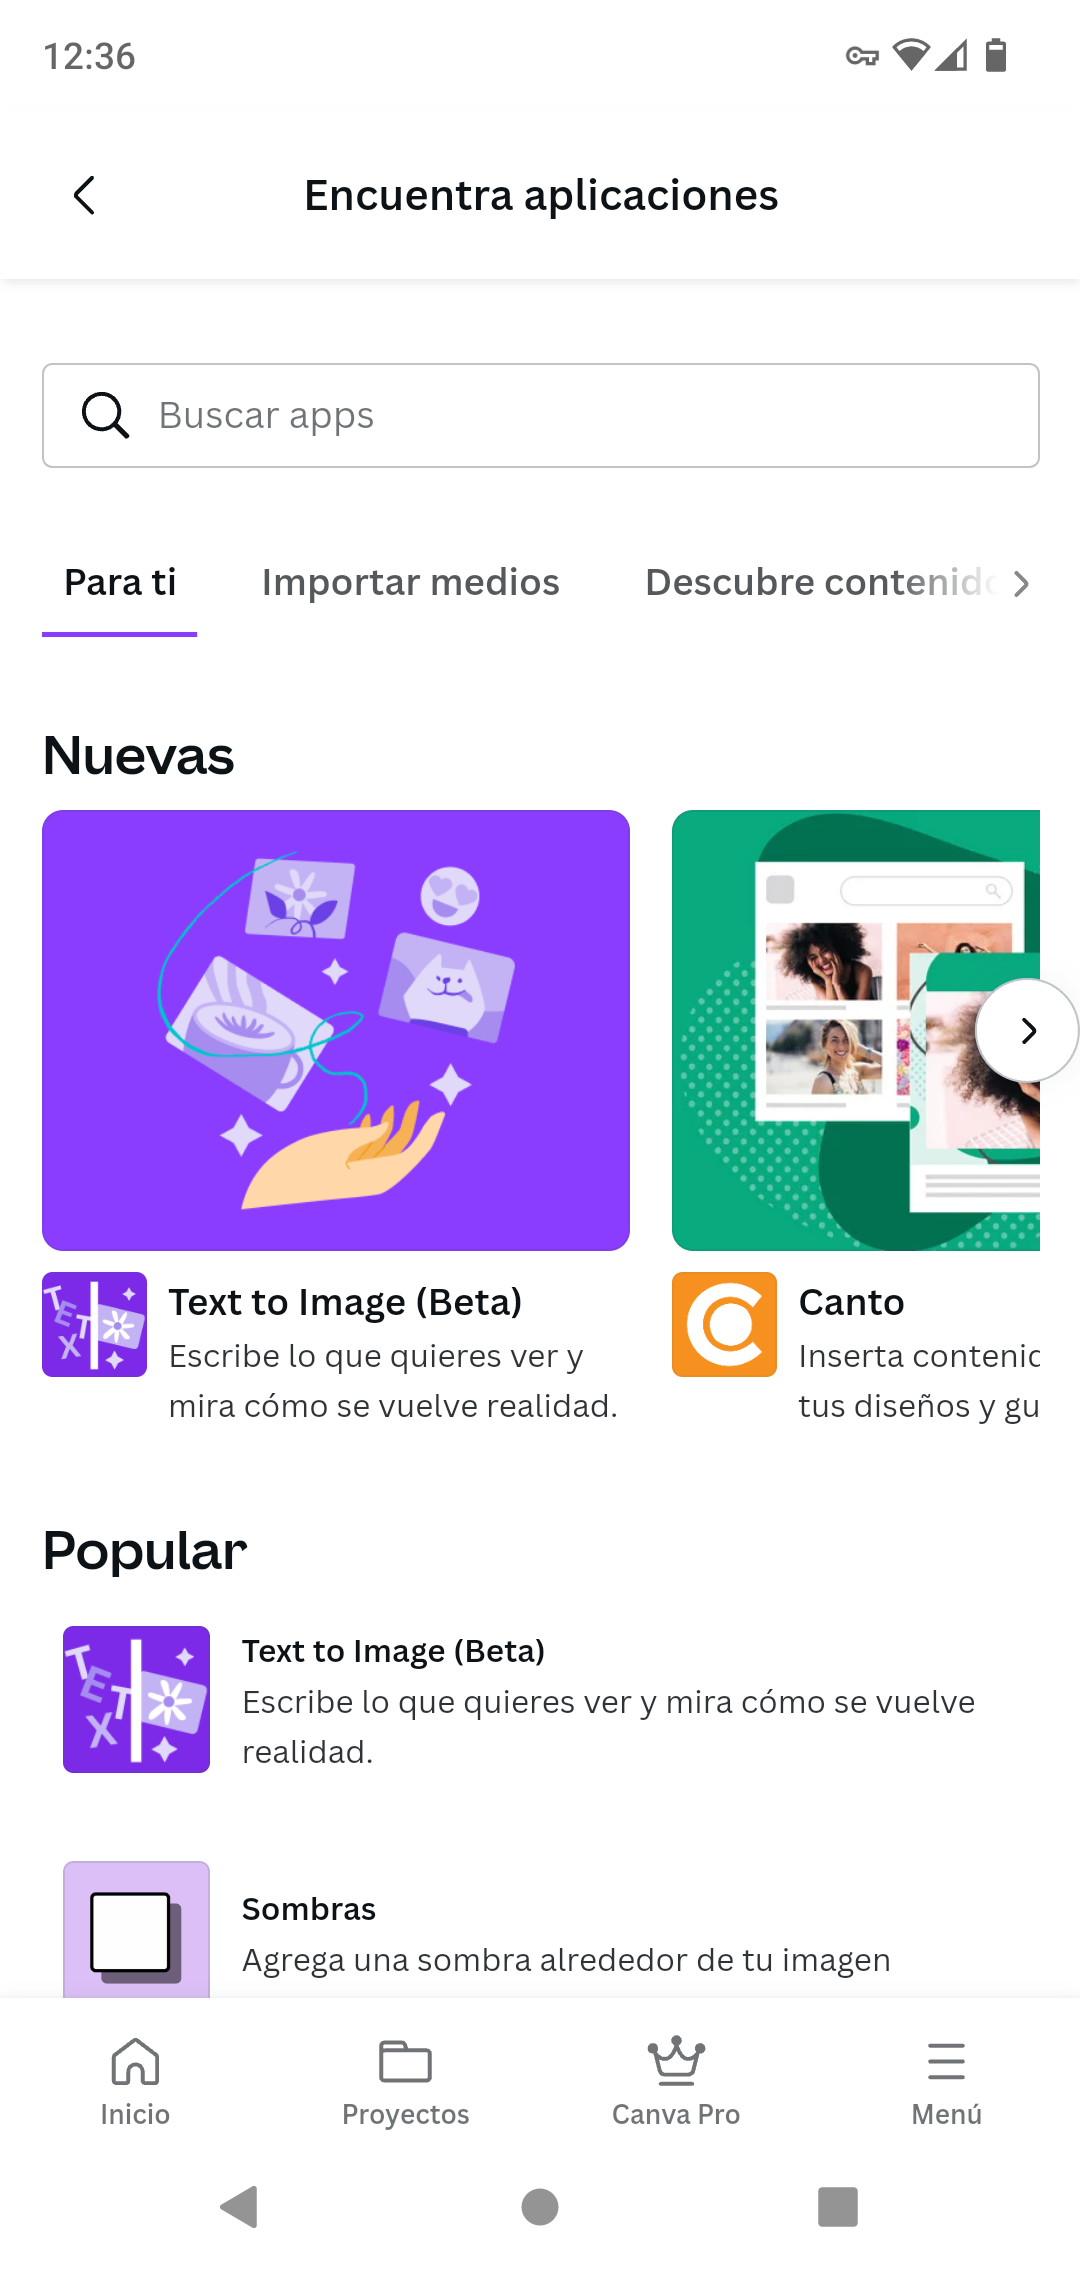 12:36
Encuentra aplicaciones
Buscar apps
Para ti
Importar medios
Descubre contenido
Nuevas
Text to Image (Beta)
Escribe lo que quieres ver y
mira cómo se vuelve realidad.
Canto
Inserta contenid
tus diseños y gu
Popular
Text to Image (Beta)
Escribe lo que quieres ver y mira cómo se vuelve
realidad.
Sombras
Agrega una sombra alrededor de tu imagen
Inicio
Proyectos
Canva Pro
Menú